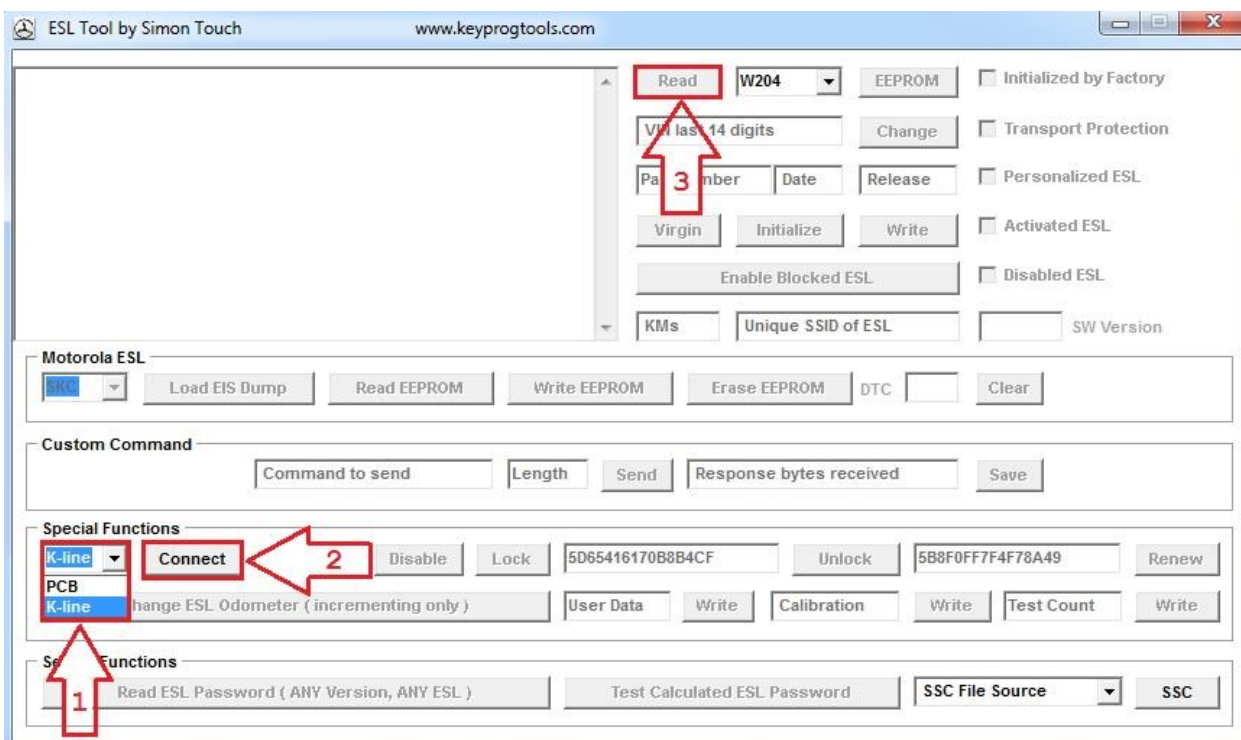 ESL Tool by Simon Touch www.keyprogtools.com
Read W204 EEPROM Initialized by Factory
last 14 digits Change Transport Protection
3 Date Release Personalized ESL
Virgin Initialize Write Activated ESL
Enable Blocked ESL Disabled ESL
KMs Unique SSID of ESL SW Version
Motorola ESL
SKC Load EIS Dump Read EEPROM Write EEPROM Erase EEPROM DTC Clear
Custom Command
Command to send Length Send Response bytes received Save
Special Functions
K-line Connect 2 Disable Lock 5D65416170B8B4CF Unlock 5B8F0FF7F4F78A49 Renew
PCB
K-line hange ESL Odometer ( incrementing only ) User Data Write Calibration Write Test Count Write
Functions
1 Read ESL Password ( ANY Version, ANY ESL ) Test Calculated ESL Password SSC File Source SSC